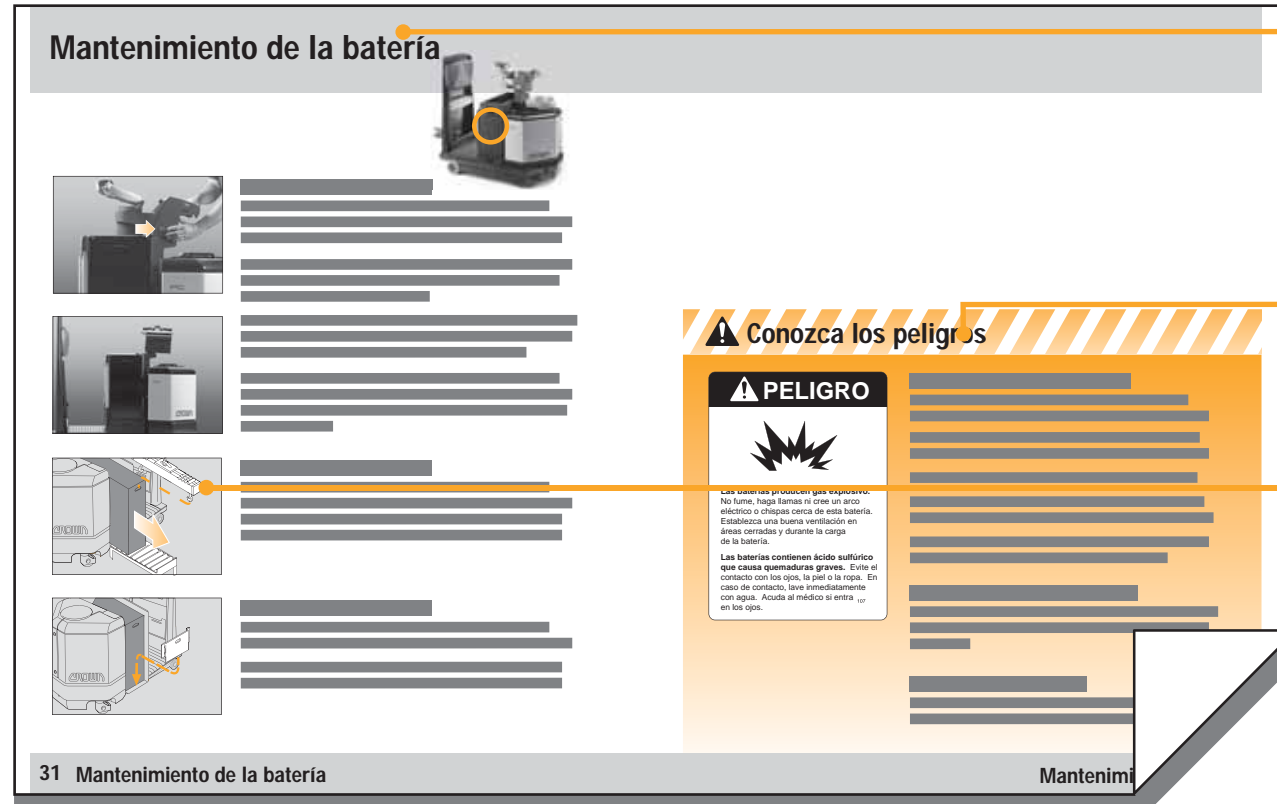 Mantenimiento de la batería
Conozca los peligros
PELIGRO
Las baterías producen gas explosivo.
No fume, haga llamas ni cree un arco
eléctrico o chispas cerca de esta batería.
Establezca una buena ventilación en
áreas cerradas y durante la carga
de la batería.
Las baterías contienen ácido sulfúrico
que causa quemaduras graves. Evite el
contacto con los ojos, la piel o la ropa. En
caso de contacto, lave inmediatamente
con agua. Acuda al médico si entra
en los ojos.
107
CROWN
CROWN
31 Mantenimiento de la batería
Mantenimi